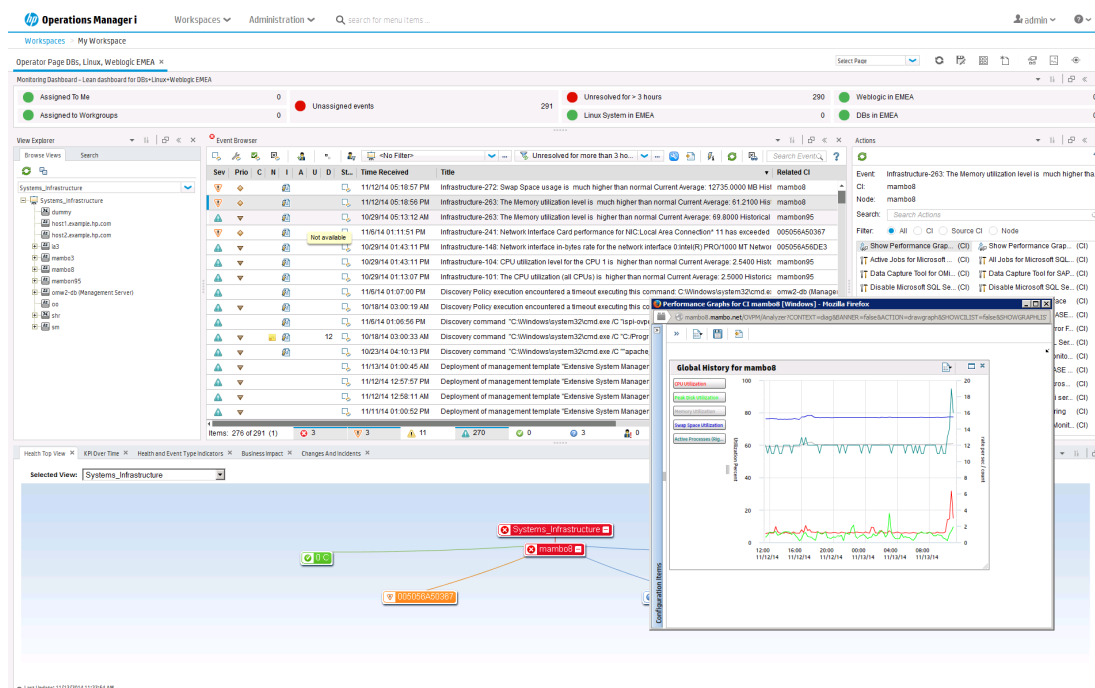 hp Operations Manager i Workspaces Administration search for menu items ... admin
Workspaces > My Workspace
Operator Page DBs, Linux, Weblogic EMEA × Select Page
Monitoring Dashboard - Lean dashboard for DBs+Linux+Weblogic EMEA
Assigned To Me 0
Assigned to Workgroups 0
Unassigned events 291
Unresolved for > 3 hours 290
Linux System in EMEA 0
Weblogic in EMEA
DBs in EMEA
View Explorer
Browse Views Search
Systems_Infrastructure
Systems_Infrastructure
dummy
host1.example.hp.com
host2.example.hp.com
mambo3
mambo8
mambon95
omw2-db (Management Server)
oo
shr
sm
Event Browser
<No Filter> Unresolved for more than 3 ho... Search Events
Sev Prio C N I A U D St... Time Received Title Related CI
11/12/14 05:18:57 PM Infrastructure-272: Swap Space usage is much higher than normal Current Average: 12735.0000 MB Hist mambo8
11/12/14 05:18:56 PM Infrastructure-263: The Memory utilization level is much higher than normal Current Average: 61.2100 Hist mambo8
10/29/14 05:13:12 AM Infrastructure-263: The Memory utilization level is higher than normal Current Average: 69.8000 Historical mambon95
11/6/14 01:11:51 PM Infrastructure-241: Network Interface Card performance for NIC:Local Area Connection* 11 has exceeded 005056A50367
Not available
10/29/14 01:43:11 PM Infrastructure-148: Network interface in-bytes rate for the network interface 0:Intel(R) PRO/1000 MT Networ 005056A56DE3
10/29/14 01:43:11 PM Infrastructure-104: CPU utilization level for the CPU 1 is higher than normal Current Average: 2.5400 Histor mambon95
10/29/14 01:13:07 PM Infrastructure-101: The CPU utilization (all CPUs) is higher than normal Current Average: 2.5000 Historica mambon95
11/6/14 01:07:00 PM Discovery Policy execution encountered a timeout executing this command: C:\Windows\system32\cmd.e: omw2-db (Manageme
10/18/14 03:00:19 AM Discovery Policy execution encountered a timeout executing this co
11/6/14 01:06:56 PM Discovery command "C:\Windows\system32\cmd.exe /C "ispi-ovp
12 10/18/14 03:00:33 AM Discovery command "C:\Windows\system32\cmd.exe /C "C:/Progr
10/23/14 04:10:13 PM Discovery command "C:\Windows\system32\cmd.exe /C ""apache_
11/13/14 01:00:45 AM Deployment of management template "Extensive System Manager
11/12/14 12:57:57 PM Deployment of management template "Extensive System Manager
11/12/14 12:58:11 AM Deployment of management template "Extensive System Manager
11/11/14 01:00:52 PM Deployment of management template "Extensive System Manager
Items: 276 of 291 (1) 3 3 11 270 0 3 0
Actions
Event: Infrastructure-263: The Memory utilization level is much higher tha
CI: mambo8
Node: mambo8
Search: Search Actions
Filter: All CI Source CI Node
Show Performance Grap... (CI) Show Performance Grap... (CI)
Active Jobs for Microsoft ... (CI) All Jobs for Microsoft SQL... (CI)
Data Capture Tool for OMi... (CI) Data Capture Tool for SAP... (CI)
Disable Microsoft SQL Se... (CI) Disable Microsoft SQL Se... (CI)
Performance Graphs for CI mambo8 [Windows] - Mozilla Firefox
mambo8.mambo.net/OVPM/Analyzer?CONTEXT=diag&BANNER=false&ACTION=drawgraph&SHOWCILIST=false&SHOWGRAPHLIS
Configuration Items
Global History for mambo8
CPU Utilization
Peak Disk Utilization
Memory Utilization
Swap Space Utilization
Active Processes (Rig...
Utilization Percent
100 80 60 40 20 0
20 18 16 14 12 10 8 6 4 2 0
rate per sec / count
12:00 16:00 20:00 00:00 04:00 08:00
11/12/14 11/12/14 11/12/14 11/13/14 11/13/14 11/13/14
Health Top View × KPI Over Time × Health and Event Type Indicators × Business Impact × Changes And Incidents ×
Selected View: Systems_Infrastructure
Systems_Infrastructure
mambo8
005056A50367